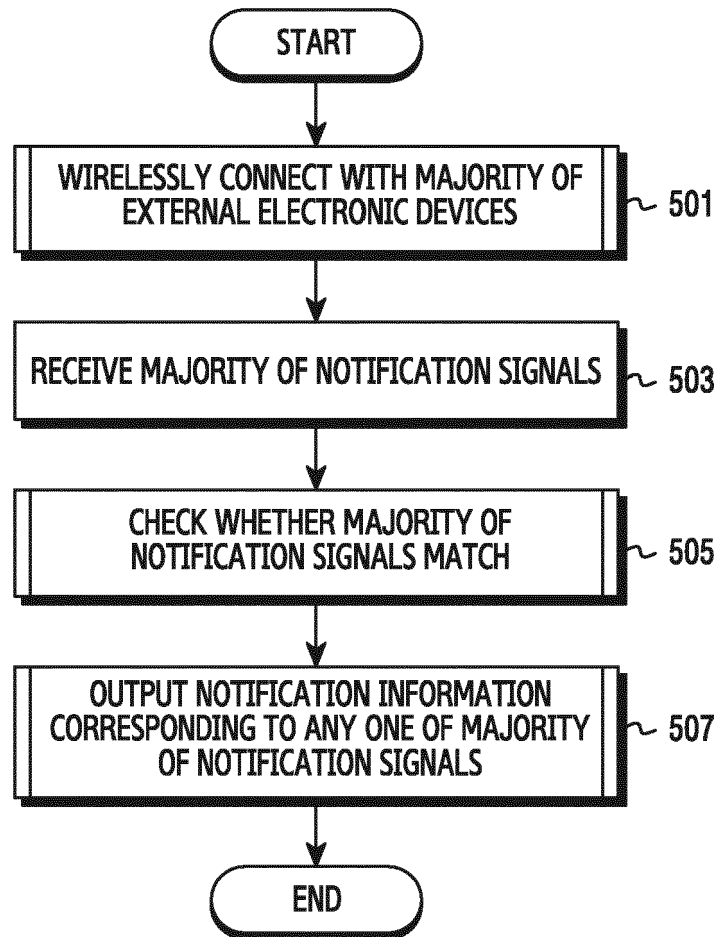 START
WIRELESSLY CONNECT WITH MAJORITY OF
EXTERNAL ELECTRONIC DEVICES
501
RECEIVE MAJORITY OF NOTIFICATION SIGNALS
503
CHECK WHETHER MAJORITY OF
NOTIFICATION SIGNALS MATCH
505
OUTPUT NOTIFICATION INFORMATION
CORRESPONDING TO ANY ONE OF MAJORITY
OF NOTIFICATION SIGNALS
507
END